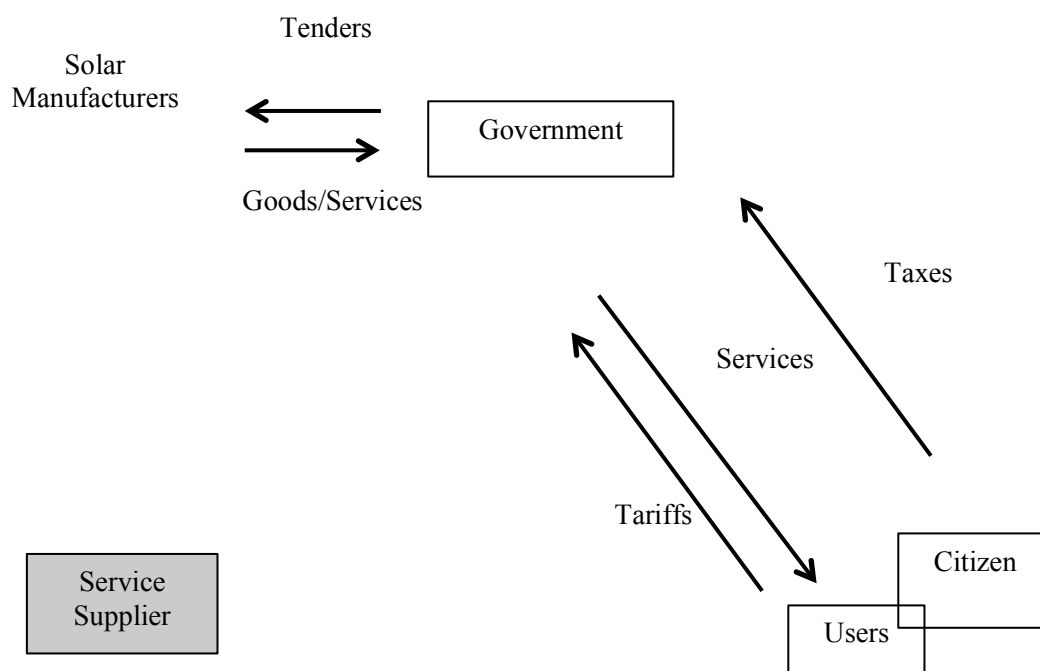 Tenders
Solar
Manufacturers
Government
Goods/Services
Taxes
Services
Tariffs
Service
Supplier
Citizen
Users